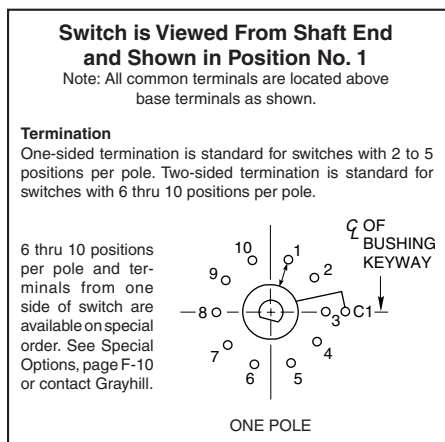 Switch is Viewed From Shaft End
and Shown in Position No. 1
Note: All common terminals are located above
base terminals as shown.
Termination
One-sided termination is standard for switches with 2 to 5
positions per pole. Two-sided termination is standard for
switches with 6 thru 10 positions per pole.
6 thru 10 positions
per pole and ter-
minals from one
side of switch are
available on special
order. See Special
Options, page F-10
or contact Grayhill.
℄ OF
BUSHING
KEYWAY
10 1
9 2
8 3 C1
7 4
6 5
ONE POLE